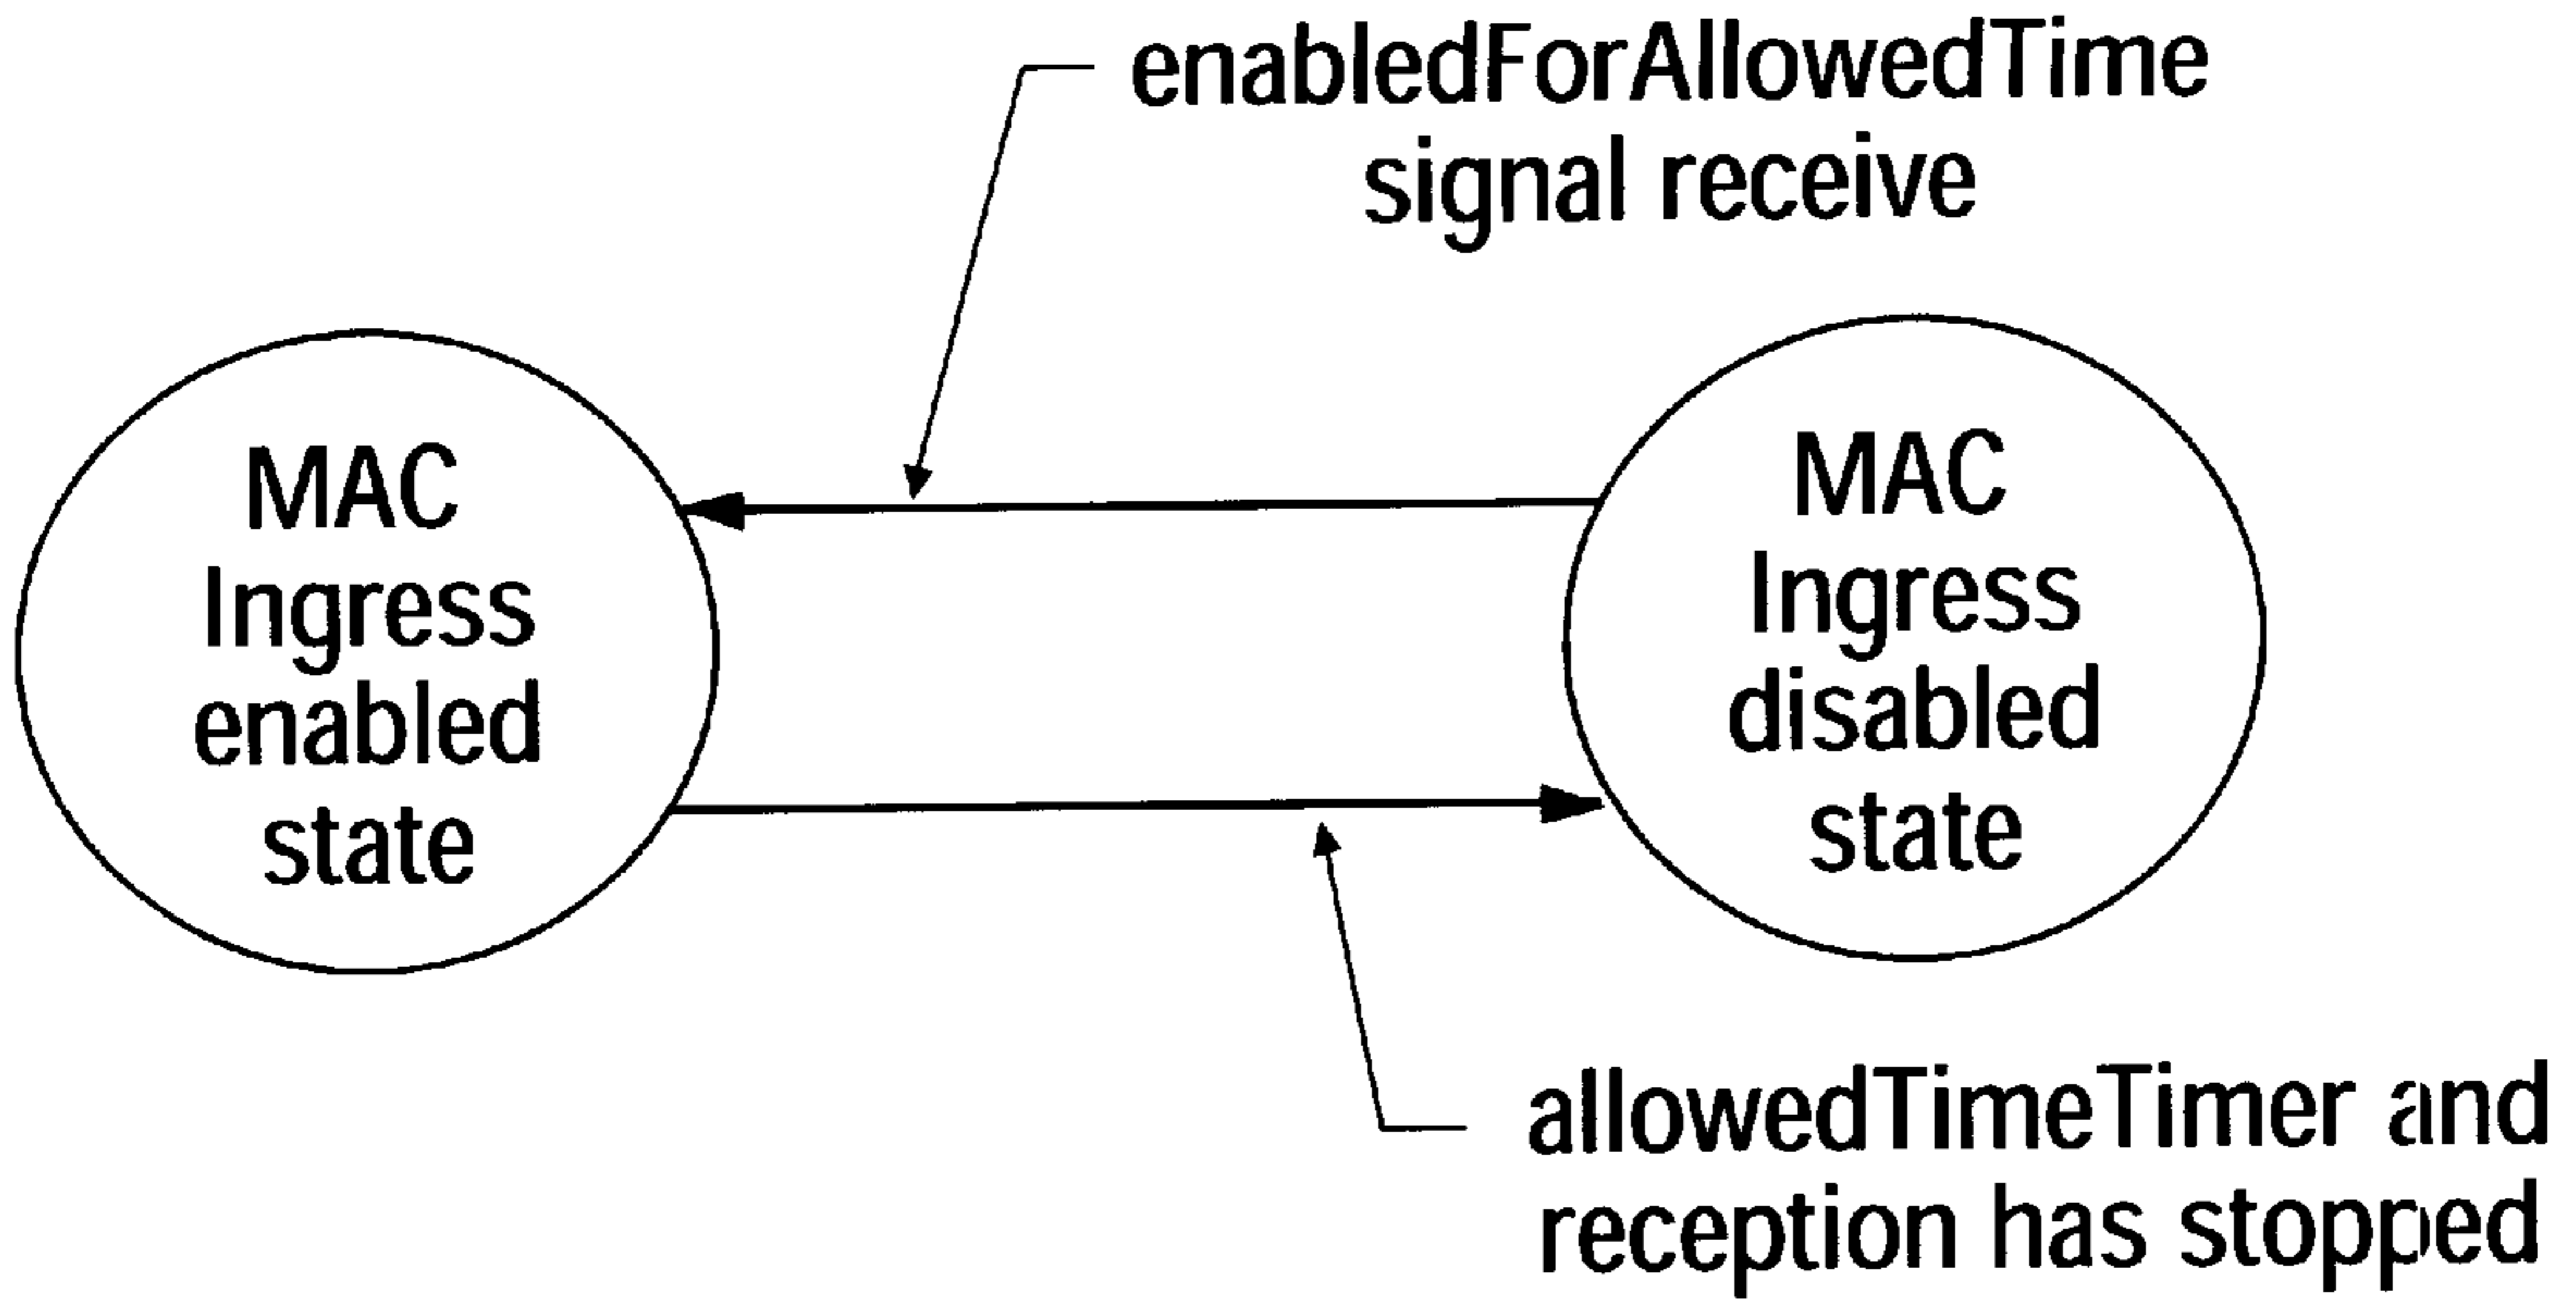 enabledForAllowedTime
signal receive
MAC
Ingress
enabled
state
MAC
Ingress
disabled
state
allowedTimeTimer and
reception has stopped